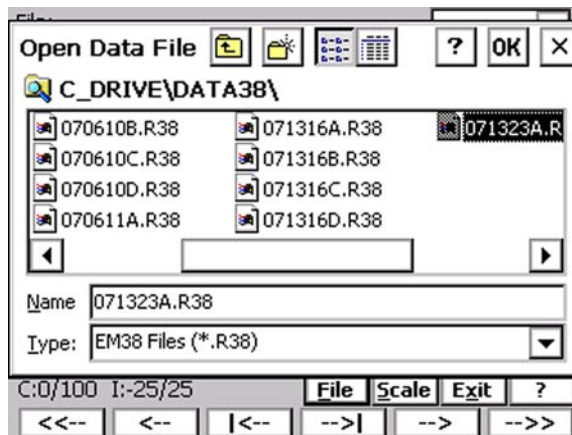 Open Data File ? OK ×
C_DRIVE\DATA38\
070610B.R38 071316A.R38 071323A.R
070610C.R38 071316B.R38
070610D.R38 071316C.R38
070611A.R38 071316D.R38
Name 071323A.R38
Type: EM38 Files (*.R38)
C:0/100 I:-25/25 File Scale Exit ?
<<-- <-- |<-- -->| --> -->>